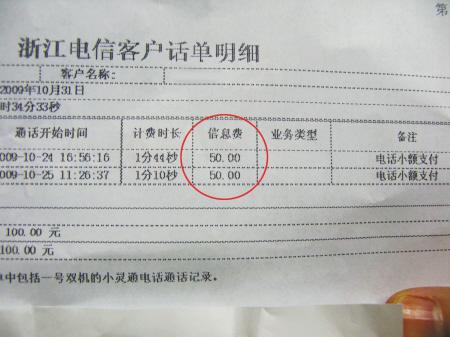 第
浙江电信客户话单明细
客户名称:
2009年10月31日
时34分33秒
通话开始时间 计费时长 信息费 业务类型 备注
009-10-24 16:56:16 1分44秒 50.00 电话小额支付
009-10-25 11:26:37 1分10秒 50.00 电话小额支付
100.00 元
100.00 元
中包括一号双机的小灵通电话通话记录。